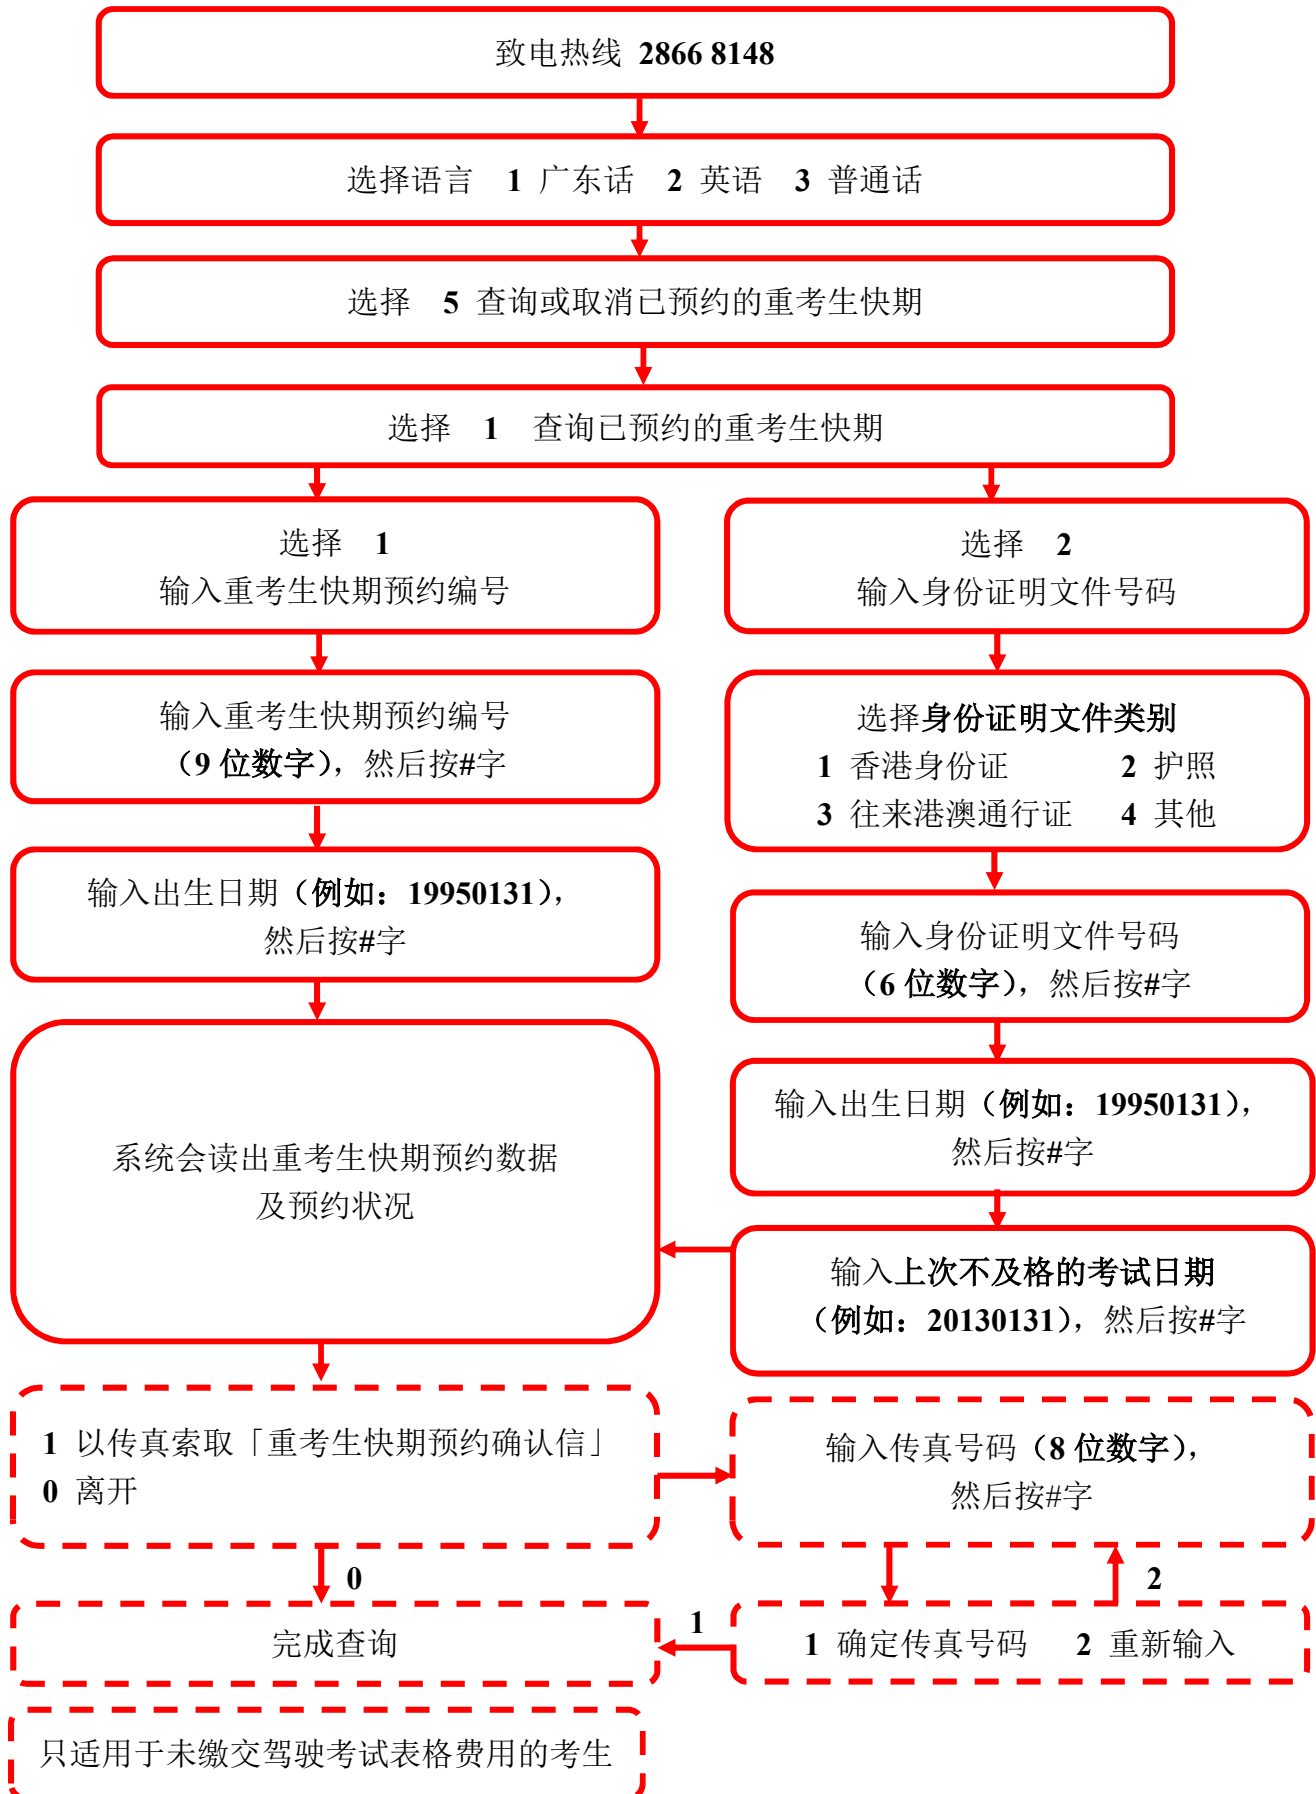 致电热线 2866 8148
选择语言 1 广东话 2 英语 3 普通话
选择 5 查询或取消已预约的重考生快期
选择 1 查询已预约的重考生快期
选择 1
输入重考生快期预约编号
选择 2
输入身份证明文件号码
输入重考生快期预约编号
（9 位数字），然后按#字
选择身份证明文件类别
1 香港身份证 2 护照
3 往来港澳通行证 4 其他
输入出生日期（例如：19950131），
然后按#字
输入身份证明文件号码
（6 位数字），然后按#字
系统会读出重考生快期预约数据
及预约状况
输入出生日期（例如：19950131），
然后按#字
输入上次不及格的考试日期
（例如：20130131），然后按#字
1 以传真索取「重考生快期预约确认信」
0 离开
输入传真号码（8 位数字），
然后按#字
0
2
完成查询
1
1 确定传真号码 2 重新输入
只适用于未缴交驾驶考试表格费用的考生